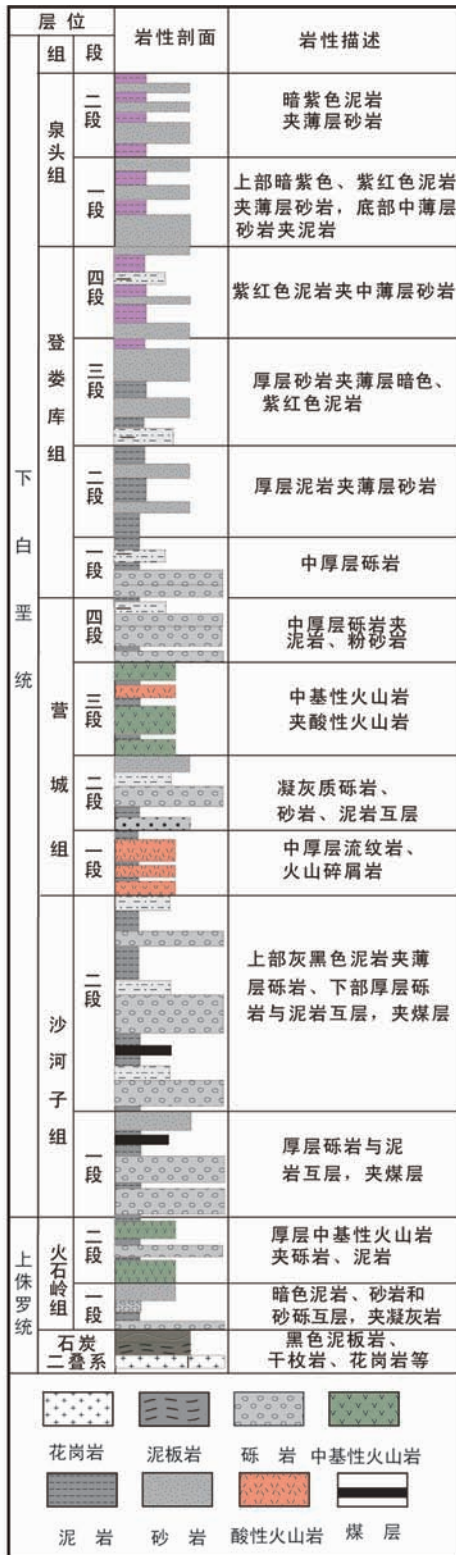 层 位
岩性剖面
岩性描述
组
段
下白垩统
泉头组
二段
暗紫色泥岩
夹薄层砂岩
一段
上部暗紫色、紫红色泥岩
夹薄层砂岩，底部中薄层
砂岩夹泥岩
登娄库组
四段
紫红色泥岩夹中薄层砂岩
三段
厚层砂岩夹薄层暗色、
紫红色泥岩
二段
厚层泥岩夹薄层砂岩
一段
中厚层砾岩
营城组
四段
中厚层砾岩夹
泥岩、粉砂岩
三段
中基性火山岩
夹酸性火山岩
二段
凝灰质砾岩、
砂岩、泥岩互层
一段
中厚层流纹岩、
火山碎屑岩
沙河子组
二段
上部灰黑色泥岩夹薄
层砾岩、下部厚层砾
岩与泥岩互层，夹煤层
一段
厚层砾岩与泥
岩互层，夹煤层
上侏罗统
火石岭组
二段
厚层中基性火山岩
夹砾岩、泥岩
一段
暗色泥岩、砂岩和
砂砾互层，夹凝灰岩
石炭
二叠系
黑色泥板岩、
干枚岩、花岗岩等
花岗岩
泥板岩
砾 岩
中基性火山岩
泥 岩
砂 岩
酸性火山岩
煤 层